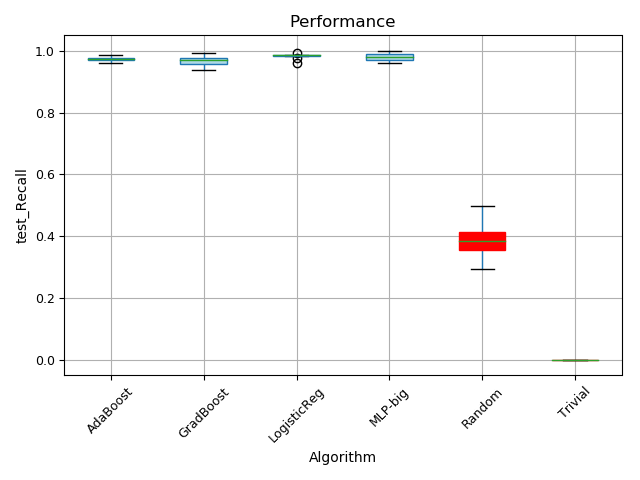 Performance
test_Recall
1.0
0.8
0.6
0.4
0.2
0.0
AdaBoost
GradBoost
LogisticReg
MLP-big
Random
Trivial
Algorithm